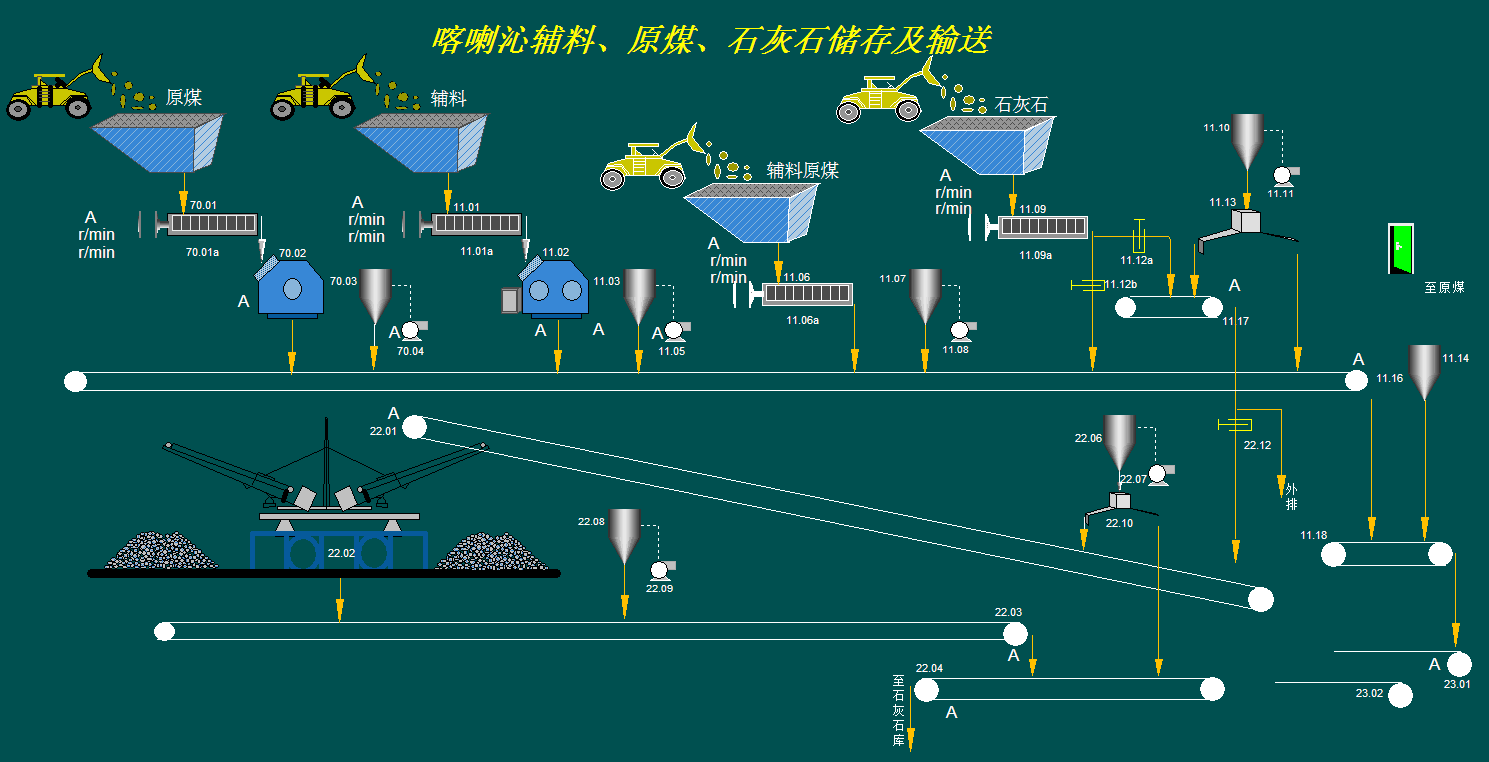 喀喇沁辅料、原煤、石灰石储存及输送
原煤
辅料
石灰石
辅料原煤
11.10
11.11
11.13
A
r/min
r/min
70.01
70.01a
A
r/min
r/min
11.01
11.01a
A
r/min
r/min
11.09
11.09a
A
r/min
r/min
11.06
11.06a
11.12a
11.12b
70.02
A
70.03
A
70.04
11.02
A
A
11.03
A
11.05
11.07
11.08
A
11.17
至原煤
A
11.16
11.14
A
22.01
22.06
22.07
22.10
22.12
外排
22.02
22.08
22.09
11.18
22.03
A
22.04
A
至石灰石库
A
23.01
23.02